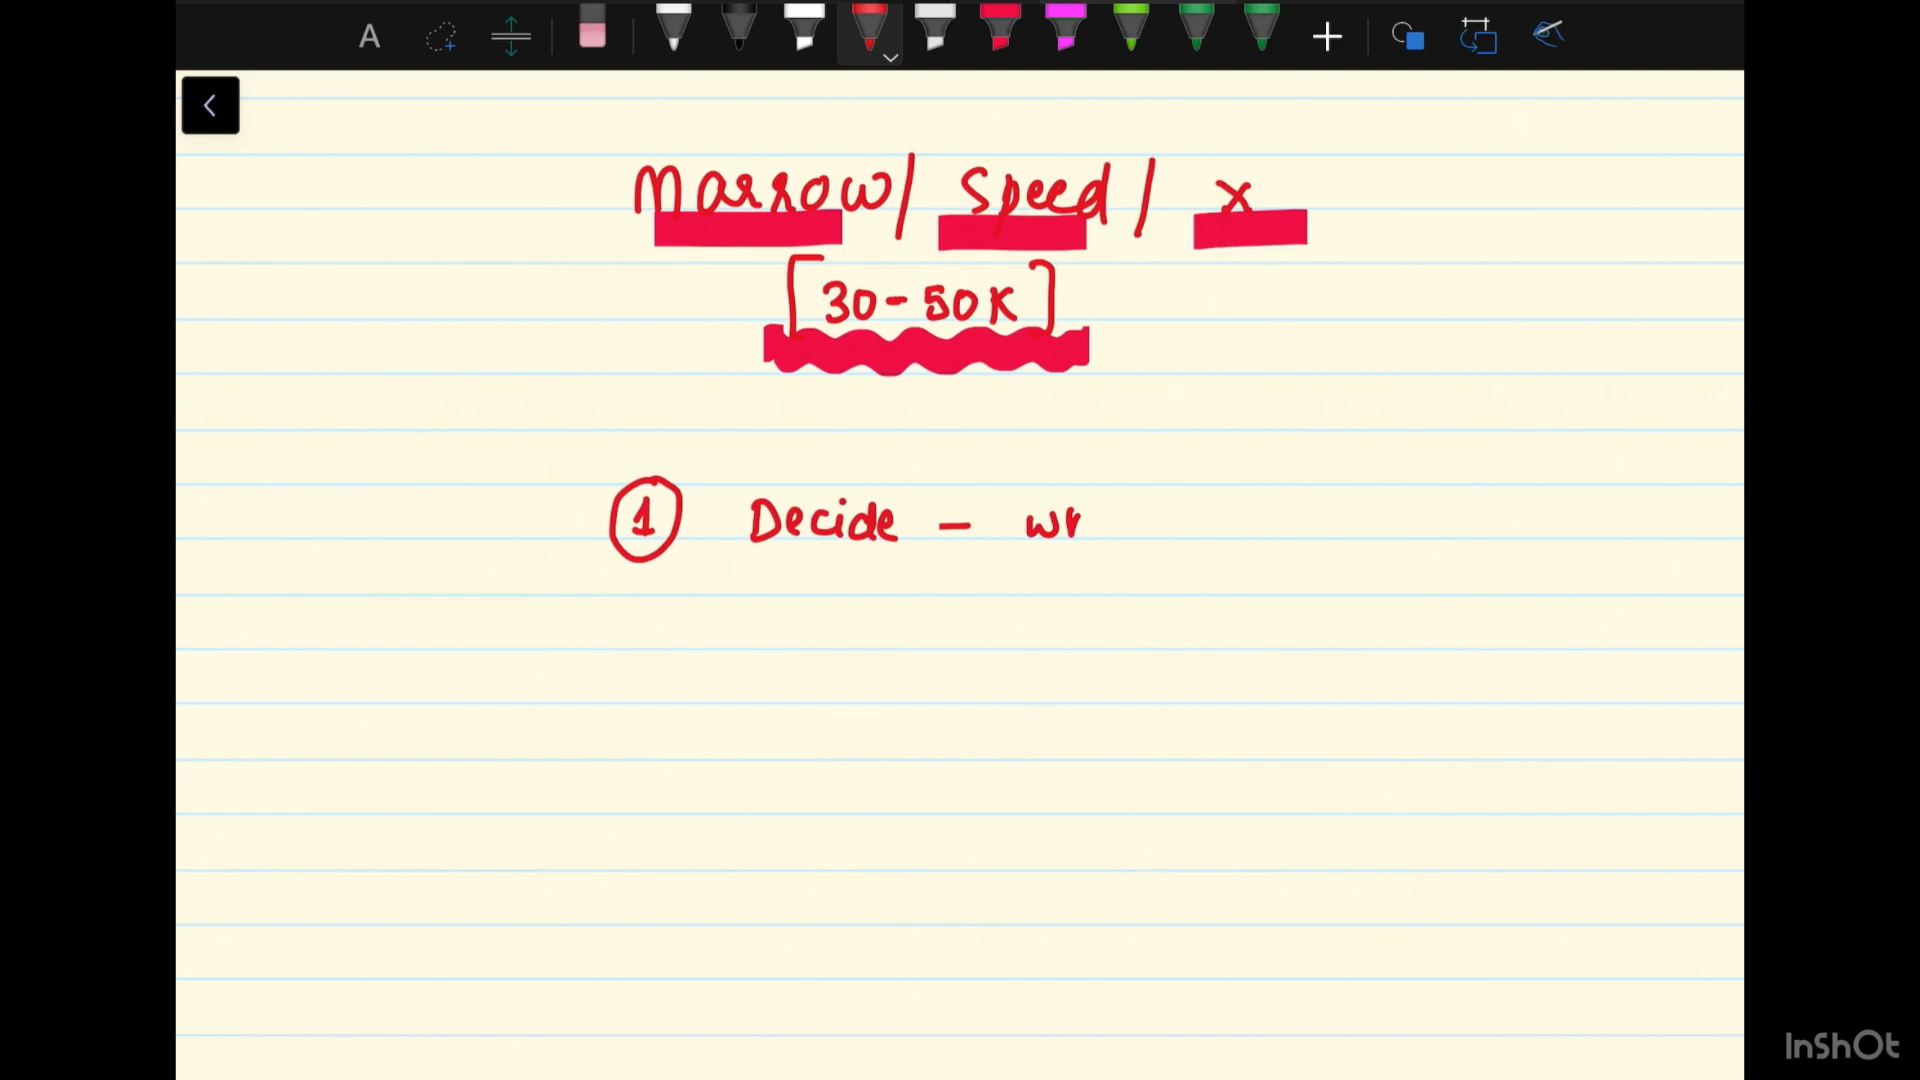 A
Marrow / Speed / x
[30-50K]
1 Decide - wr
InShOt